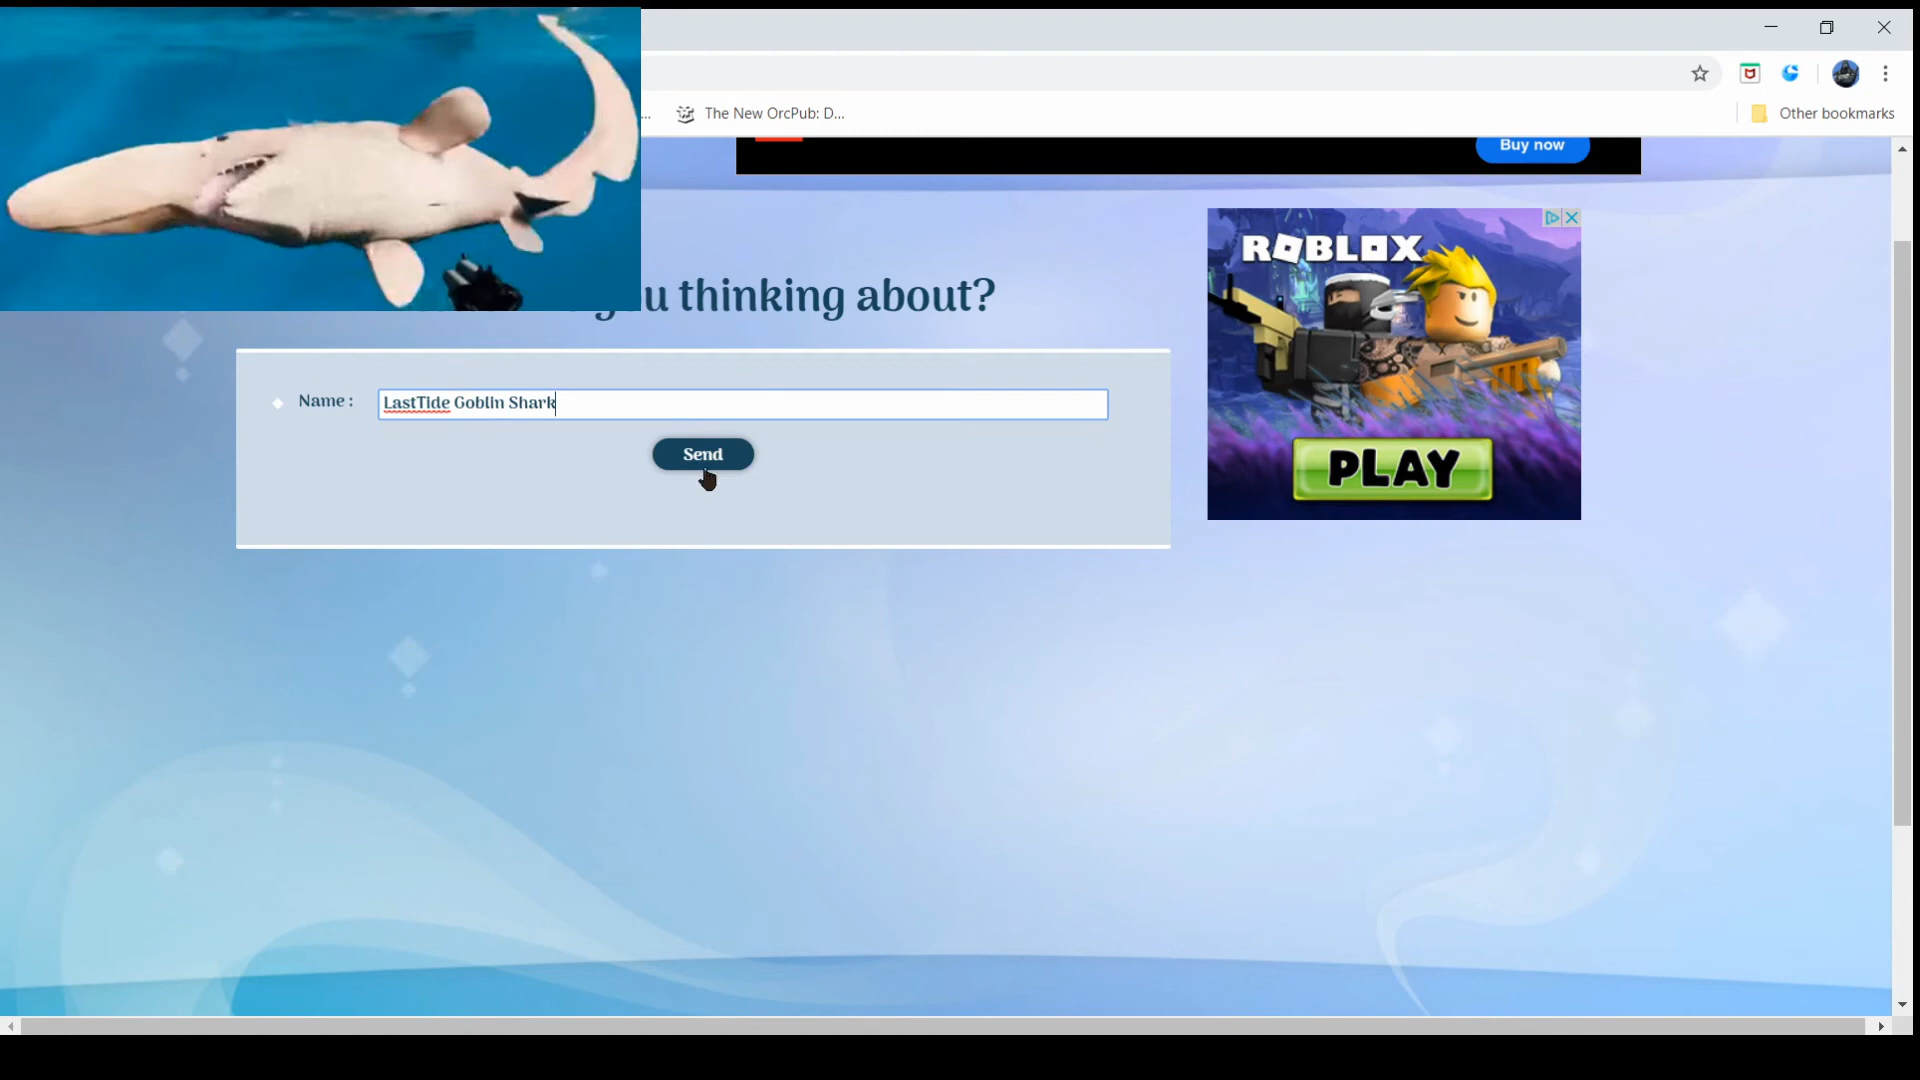 The New OrcPub: D...
Other bookmarks
Buy now
u thinking about?
ROBLOX
PLAY
Name :
LastTide Goblin Shark
Send